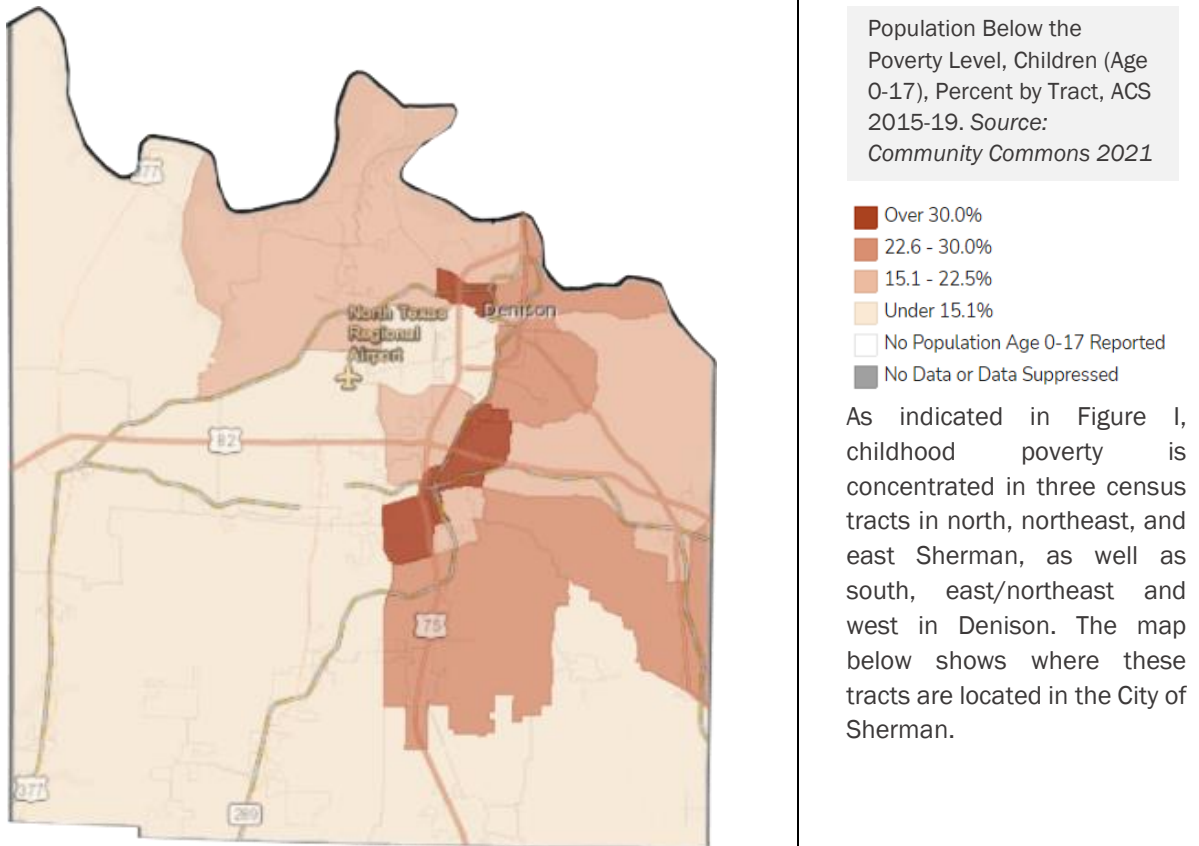 377
North Texas
Regional
Airport
Denison
82
75
377
289
Population Below the
Poverty Level, Children (Age
0-17), Percent by Tract, ACS
2015-19. Source:
Community Commons 2021
Over 30.0%
22.6 - 30.0%
15.1 - 22.5%
Under 15.1%
No Population Age 0-17 Reported
No Data or Data Suppressed
As indicated in Figure I,
childhood poverty is
concentrated in three census
tracts in north, northeast, and
east Sherman, as well as
south, east/northeast and
west in Denison. The map
below shows where these
tracts are located in the City of
Sherman.